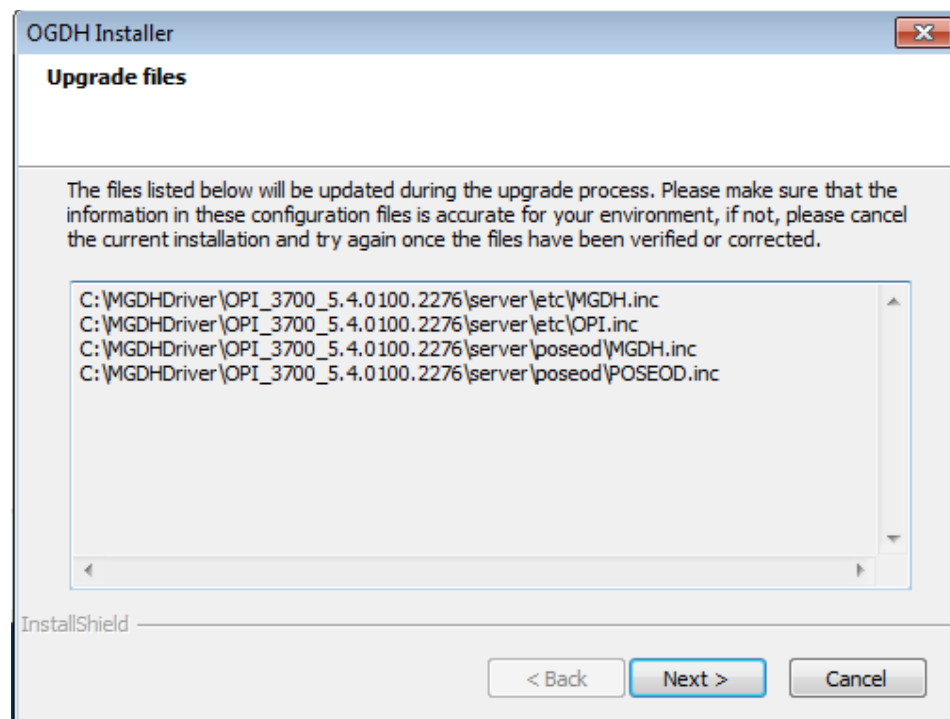 OGDH Installer
Upgrade files
The files listed below will be updated during the upgrade process. Please make sure that the
information in these configuration files is accurate for your environment, if not, please cancel
the current installation and try again once the files have been verified or corrected.
C:\MGDHDriver\OPI_3700_5.4.0100.2276\server\etc\MGDH.inc
C:\MGDHDriver\OPI_3700_5.4.0100.2276\server\etc\OPI.inc
C:\MGDHDriver\OPI_3700_5.4.0100.2276\server\poseod\MGDH.inc
C:\MGDHDriver\OPI_3700_5.4.0100.2276\server\poseod\POSEOD.inc
InstallShield
< Back Next > Cancel